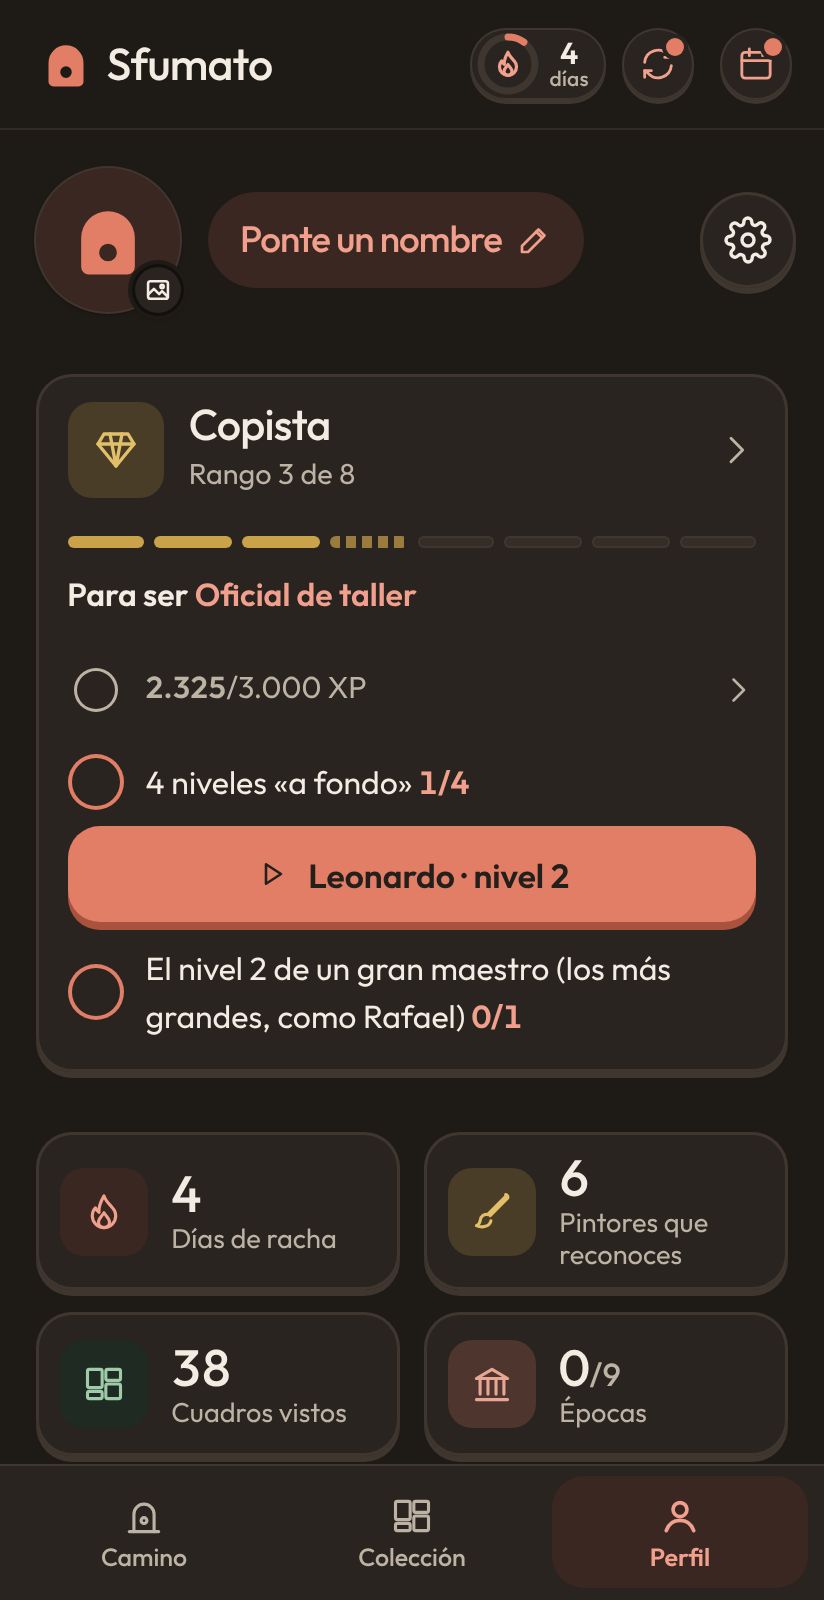 Sfumato
4
días
Ponte un nombre
Copista
Rango 3 de 8
Para ser Oficial de taller
2.325/3.000 XP
4 niveles «a fondo» 1/4
Leonardo · nivel 2
El nivel 2 de un gran maestro (los más
grandes, como Rafael) 0/1
4
Días de racha
6
Pintores que
reconoces
38
Cuadros vistos
0/9
Épocas
Camino
Colección
Perfil